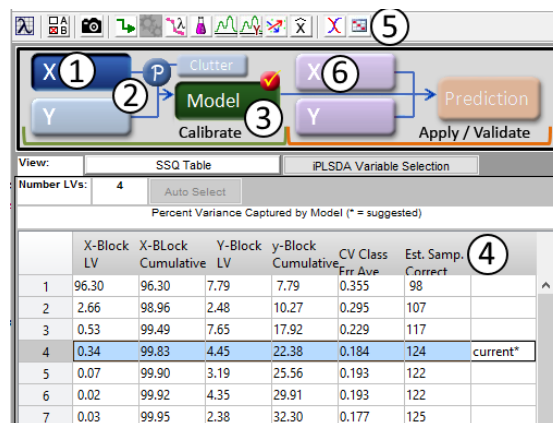 A
B
Y
x̂
5
X 1
P
Clutter
X 6
2
Model
Prediction
Y
3
Y
Calibrate
Apply / Validate
View:
SSQ Table
iPLSDA Variable Selection
Number LVs:
4
Auto Select
Percent Variance Captured by Model (* = suggested)
X-Block LV
X-BLock Cumulative
Y-Block LV
y-Block Cumulative
CV Class Err Ave
Est. Samp. Correct
4
1 96.30 96.30 7.79 7.79 0.355 98
2 2.66 98.96 2.48 10.27 0.295 107
3 0.53 99.49 7.65 17.92 0.229 117
4 0.34 99.83 4.45 22.38 0.184 124 current*
5 0.07 99.90 3.19 25.56 0.193 122
6 0.02 99.92 4.35 29.91 0.193 122
7 0.03 99.95 2.38 32.30 0.177 125